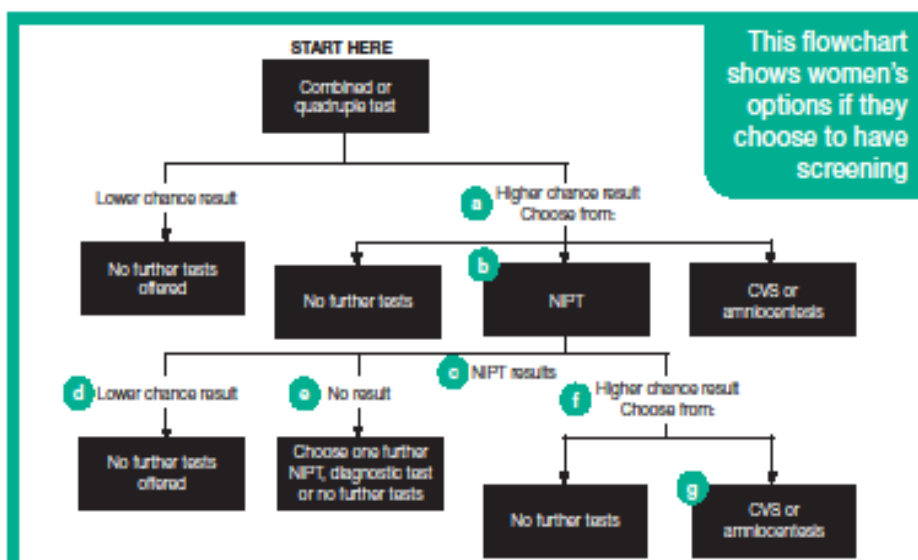 START HERE
Combined or
quadruple test
This flowchart
shows women's
options if they
choose to have
screening
Lower chance result
a
Higher chance result
Choose from:
No further tests
offered
No further tests
b
NIPT
CVS or
amniocentesis
c
NIPT results
d
Lower chance result
e
No result
f
Higher chance result
Choose from:
No further tests
offered
Choose one further
NIPT, diagnostic test
or no further tests
No further tests
g
CVS or
amniocentesis